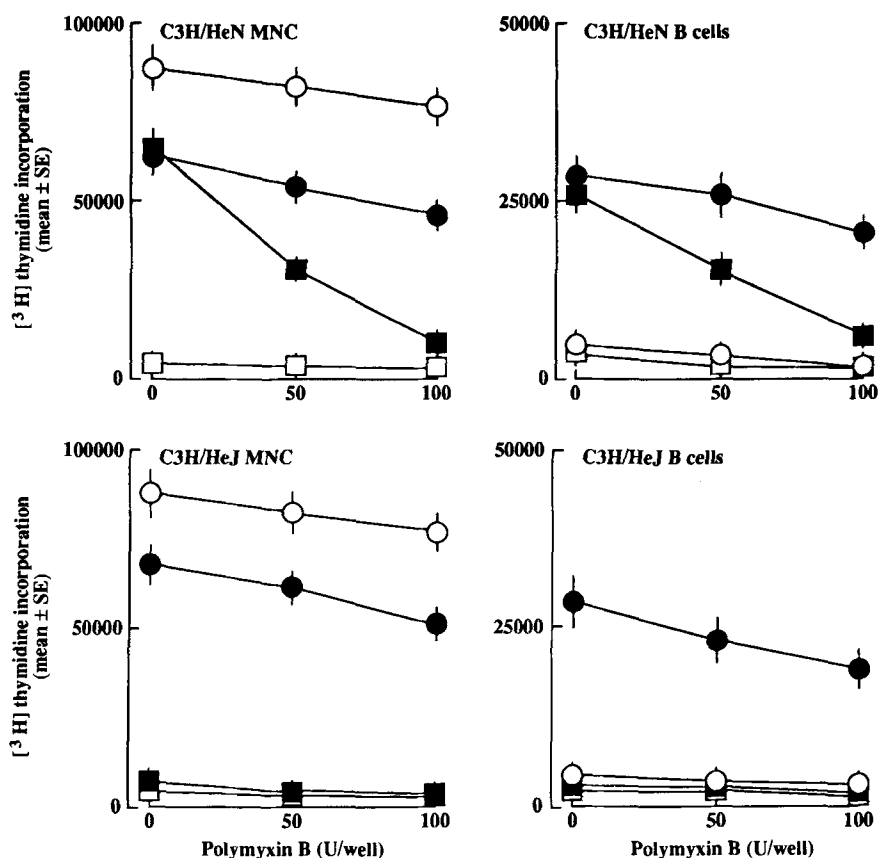 C3H/HeN MNC
100000
50000
0
0 50 100
[³H] thymidine incorporation
(mean ± SE)
C3H/HeN B cells
50000
25000
0
0 50 100
C3H/HeJ MNC
100000
50000
0
0 50 100
[³H] thymidine incorporation
(mean ± SE)
Polymyxin B (U/well)
C3H/HeJ B cells
50000
25000
0
0 50 100
Polymyxin B (U/well)